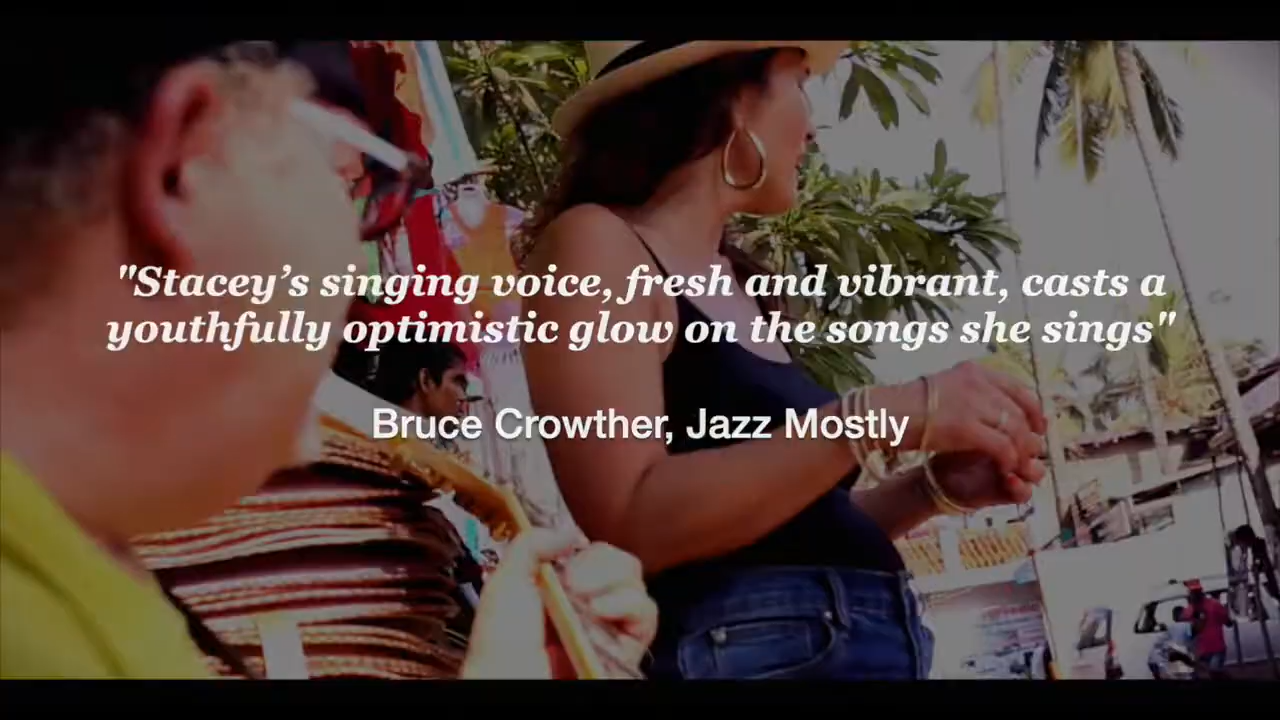 "Stacey’s singing voice, fresh and vibrant, casts a
youthfully optimistic glow on the songs she sings"
Bruce Crowther, Jazz Mostly